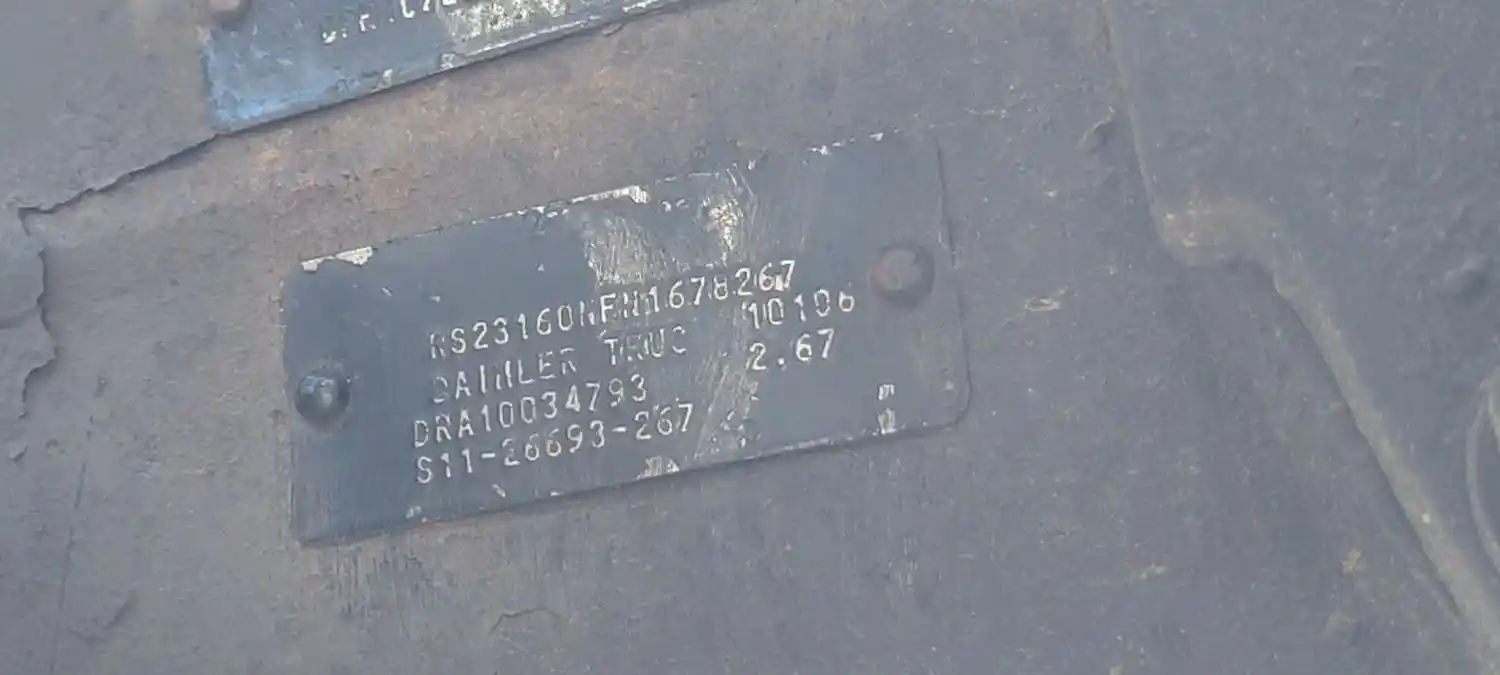 RS23160NFN1678267
DAIMLER TRUC 10106
DRA10034793 2.67
S11-26693-267